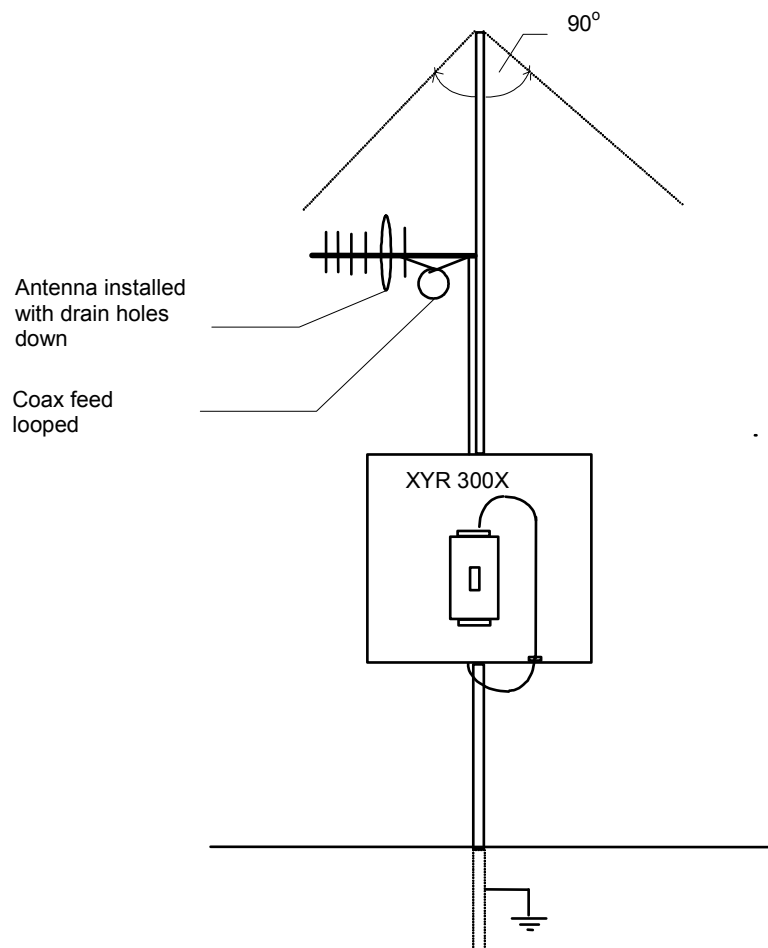 90°
Antenna installed
with drain holes
down
Coax feed
looped
XYR 300X